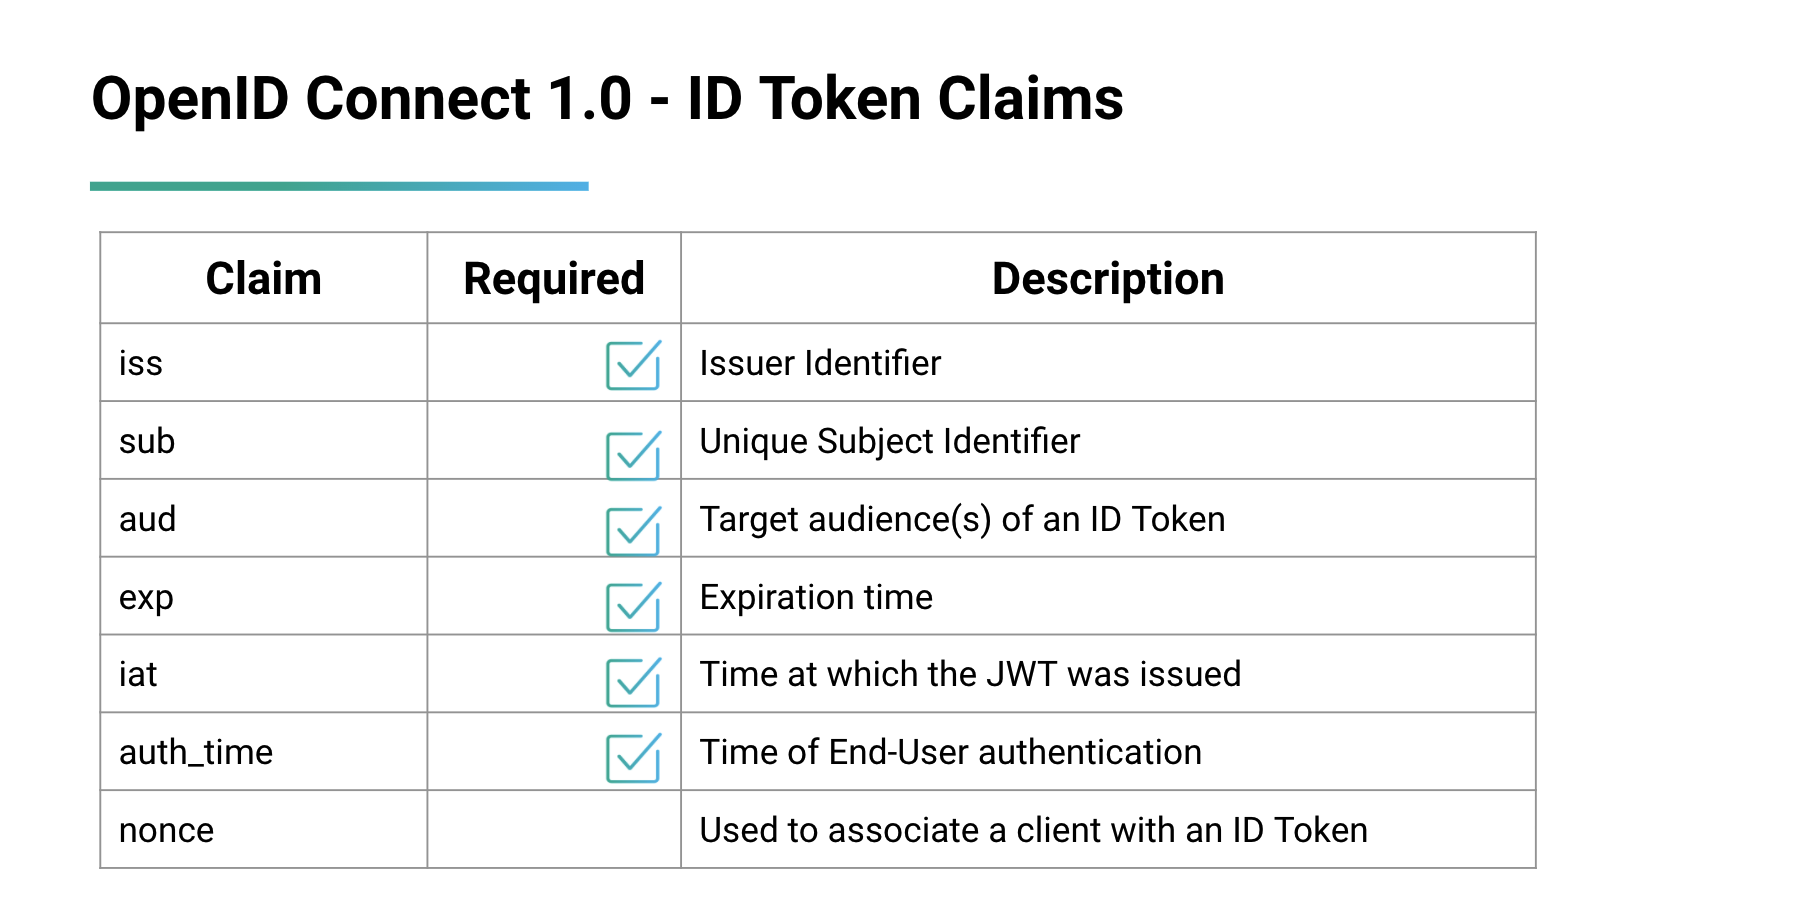 OpenID Connect 1.0 - ID Token Claims
Claim Required Description
iss Issuer Identifier
sub Unique Subject Identifier
aud Target audience(s) of an ID Token
exp Expiration time
iat Time at which the JWT was issued
auth_time Time of End-User authentication
nonce Used to associate a client with an ID Token